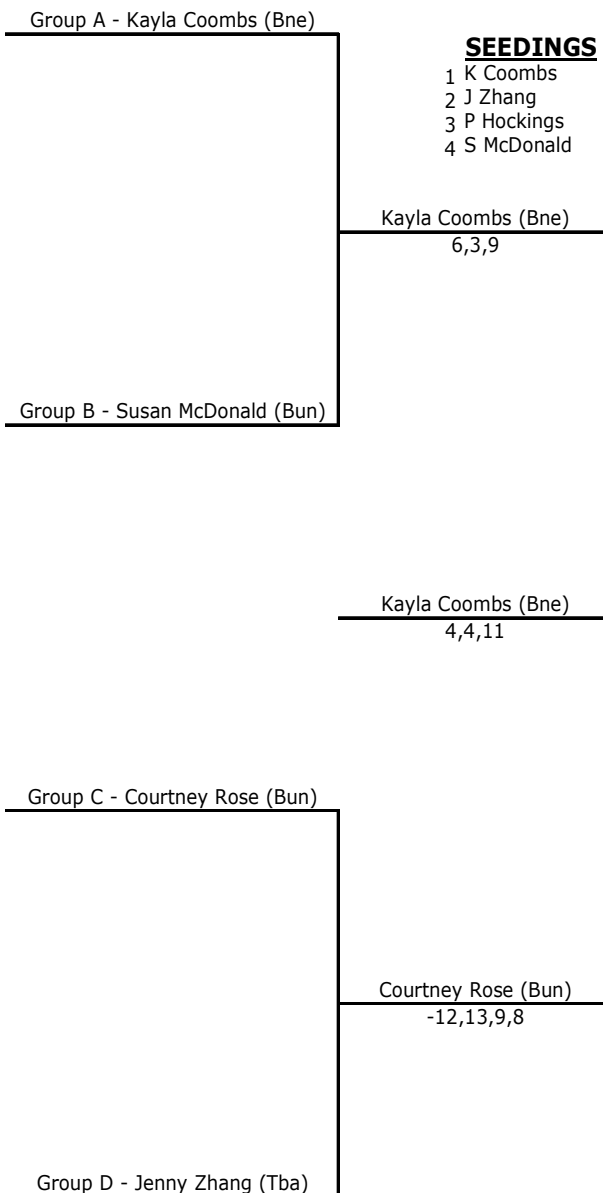 Group A - Kayla Coombs (Bne)
SEEDINGS
1 K Coombs
2 J Zhang
3 P Hockings
4 S McDonald
Kayla Coombs (Bne)
6,3,9
Group B - Susan McDonald (Bun)
Kayla Coombs (Bne)
4,4,11
Group C - Courtney Rose (Bun)
Courtney Rose (Bun)
-12,13,9,8
Group D - Jenny Zhang (Tba)